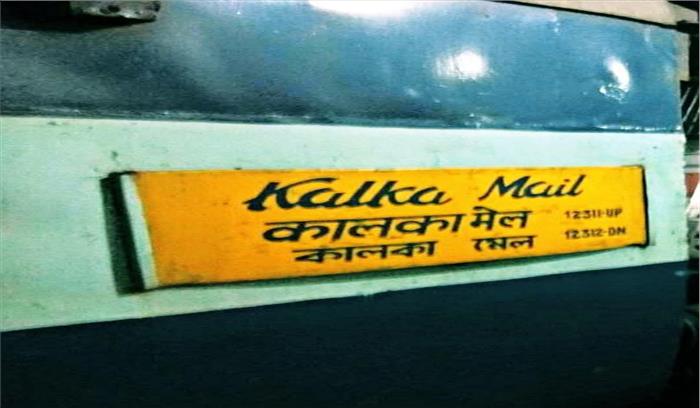 Kalka Mail
कालका मेल 12311-UP
কালকা মেল 12312-DN